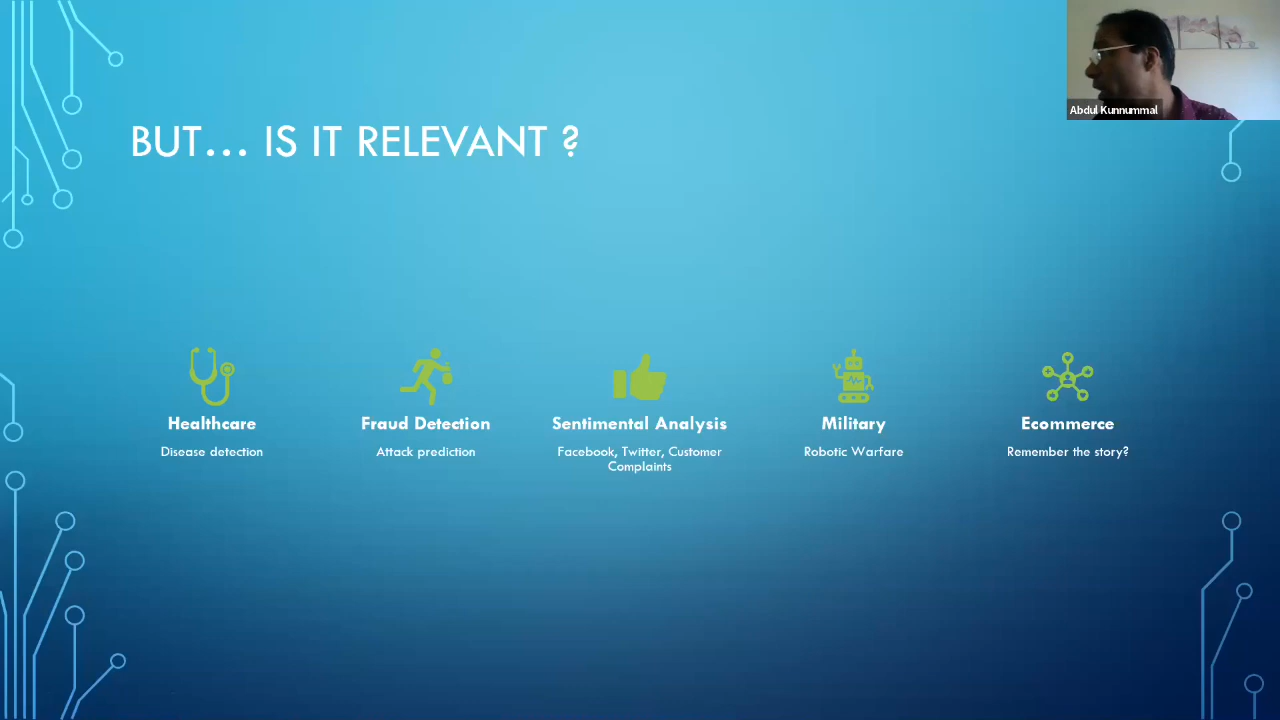 Abdul Kunnummal
BUT... IS IT RELEVANT ?
Healthcare
Disease detection
Fraud Detection
Attack prediction
Sentimental Analysis
Facebook, Twitter, Customer
Complaints
Military
Robotic Warfare
Ecommerce
Remember the story?